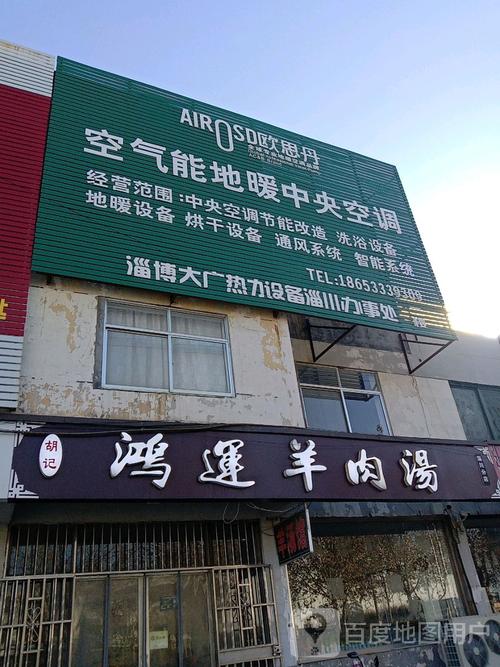 AIROSD欧思丹
空气能地暖中央空调
经营范围:中央空调节能改造 洗浴设备
地暖设备 烘干设备 通风系统 智能系统
TEL:18653339309
淄博大广热力设备淄川办事处
胡记
鸿運羊肉湯
百度地图用户